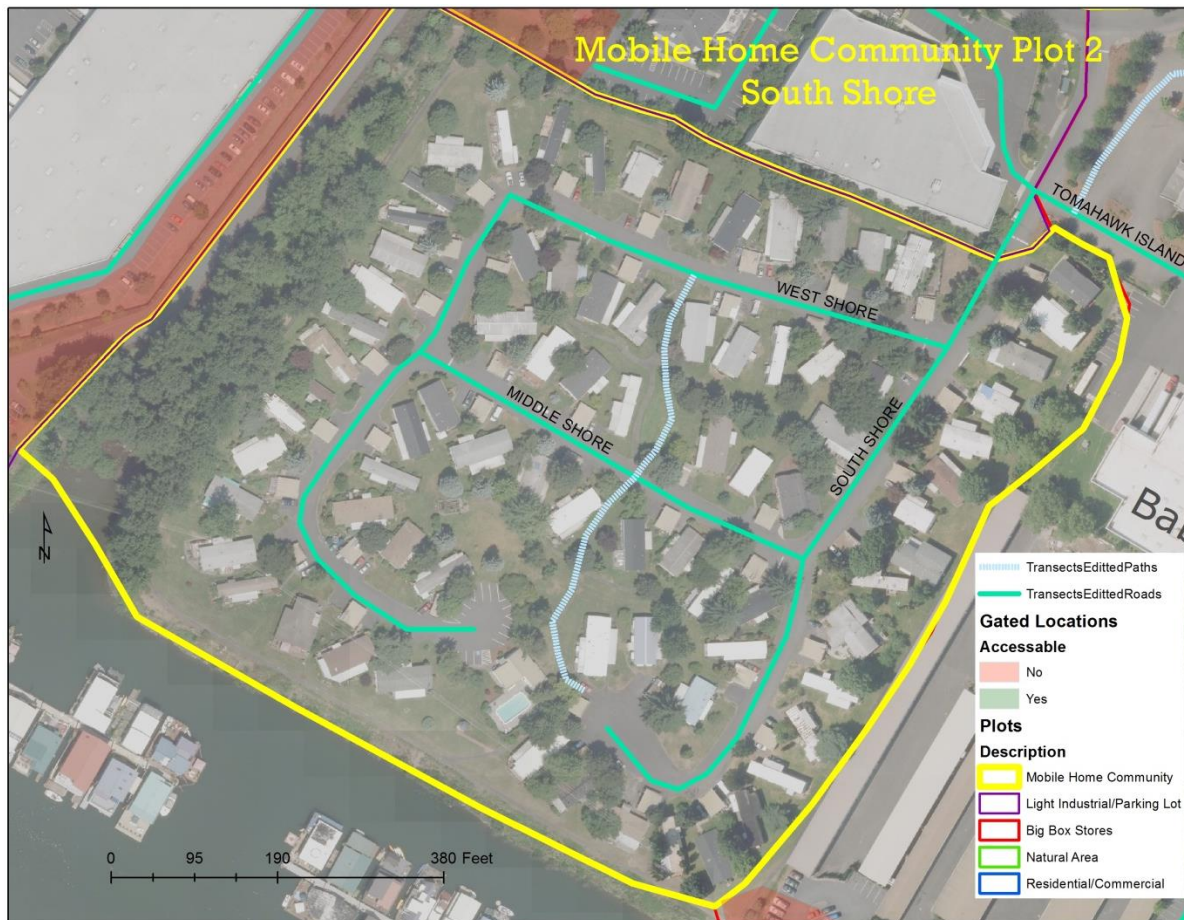 Mobile Home Community Plot 2
South Shore
TOMAHAWK ISLAND
WEST SHORE
MIDDLE SHORE
SOUTH SHORE
N
Ba
TransectsEdittedPaths
TransectsEdittedRoads
Gated Locations
Accessable
No
Yes
Plots
Description
Mobile Home Community
Light Industrial/Parking Lot
Big Box Stores
Natural Area
Residential/Commercial
0 95 190 380 Feet